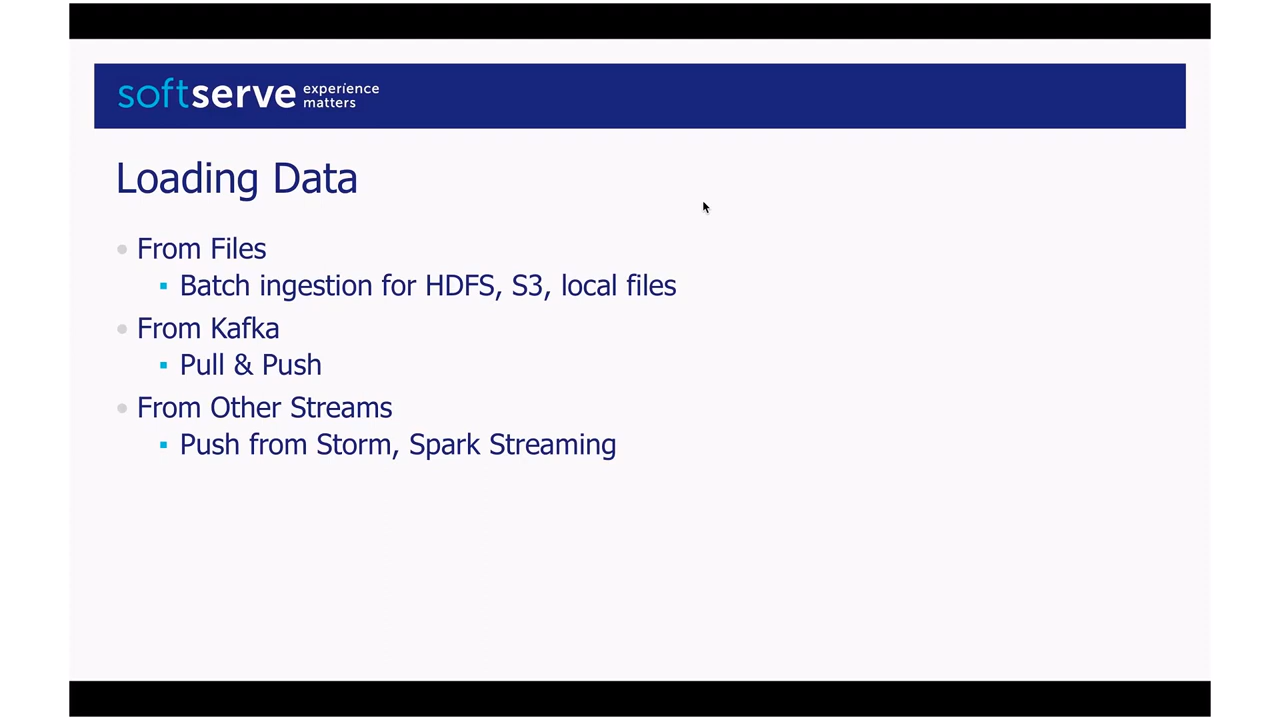 softserve experience matters
Loading Data
From Files
Batch ingestion for HDFS, S3, local files
From Kafka
Pull & Push
From Other Streams
Push from Storm, Spark Streaming